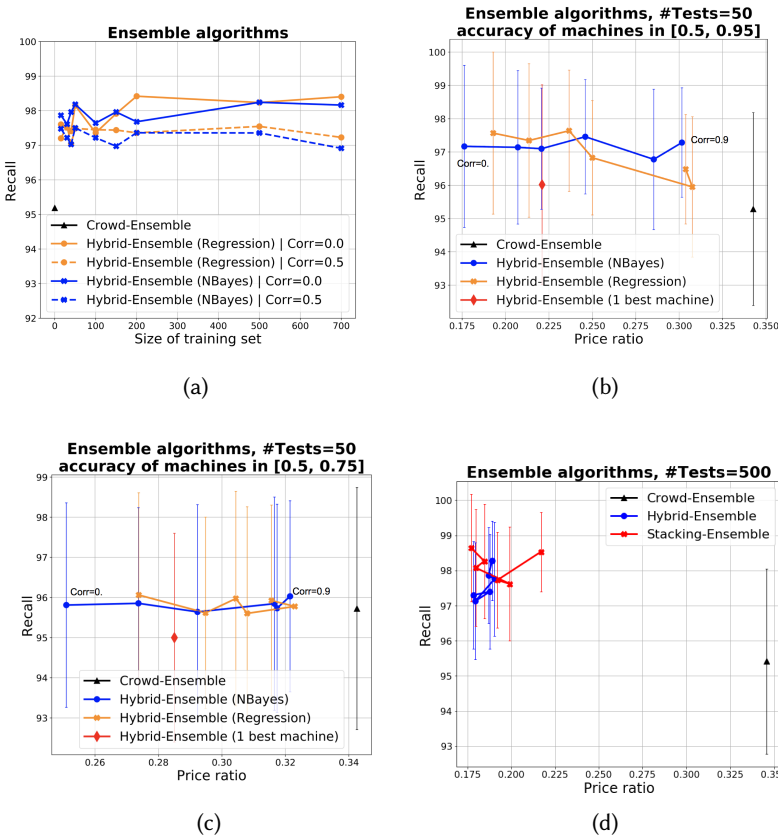 Ensemble algorithms
100
99
98
97
96
95
94
93
92
Recall
0
100
200
300
400
500
600
700
Size of training set
Crowd-Ensemble
Hybrid-Ensemble (Regression) | Corr=0.0
Hybrid-Ensemble (Regression) | Corr=0.5
Hybrid-Ensemble (NBayes) | Corr=0.0
Hybrid-Ensemble (NBayes) | Corr=0.5
(a)
Ensemble algorithms, #Tests=50
accuracy of machines in [0.5, 0.95]
100
99
98
97
96
95
94
93
Recall
Corr=0.
Corr=0.9
Crowd-Ensemble
Hybrid-Ensemble (NBayes)
Hybrid-Ensemble (Regression)
Hybrid-Ensemble (1 best machine)
0.175
0.200
0.225
0.250
0.275
0.300
0.325
0.350
Price ratio
(b)
Ensemble algorithms, #Tests=50
accuracy of machines in [0.5, 0.75]
99
98
97
96
95
94
93
Recall
Corr=0.
Corr=0.9
Crowd-Ensemble
Hybrid-Ensemble (NBayes)
Hybrid-Ensemble (Regression)
Hybrid-Ensemble (1 best machine)
0.26
0.28
0.30
0.32
0.34
Price ratio
(c)
Ensemble algorithms, #Tests=500
100
99
98
97
96
95
94
93
Recall
Crowd-Ensemble
Hybrid-Ensemble
Stacking-Ensemble
0.175
0.200
0.225
0.250
0.275
0.300
0.325
Price ratio
(d)